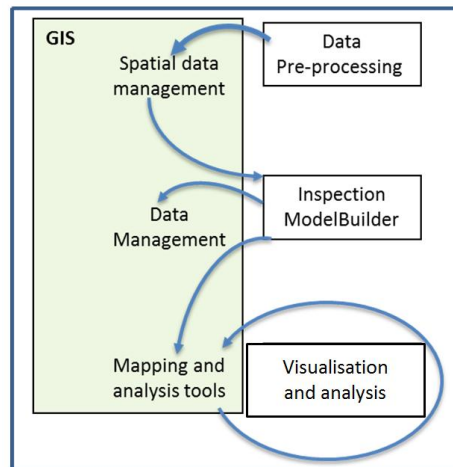 GIS
Data
Pre-processing
Spatial data
management
Inspection
ModelBuilder
Data
Management
Mapping and
analysis tools
Visualisation
and analysis